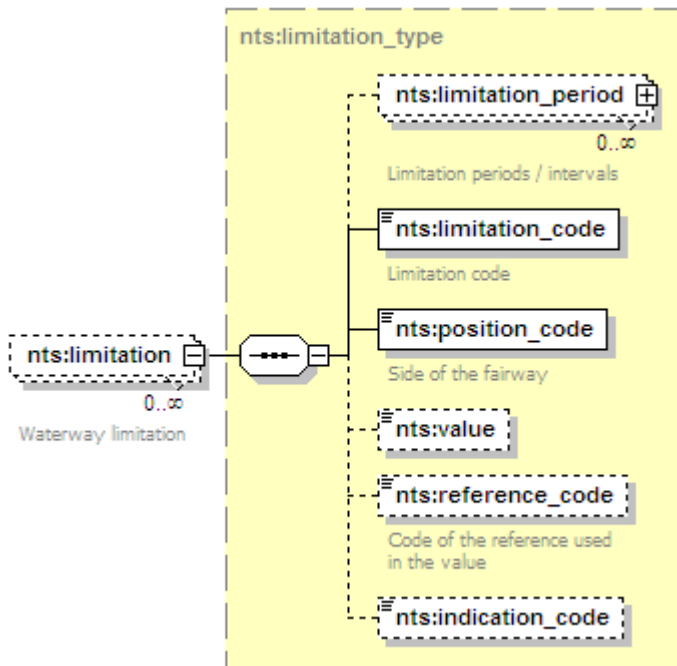 nts:limitation_type
nts:limitation_period
0..∞
Limitation periods / intervals
nts:limitation_code
Limitation code
nts:position_code
Side of the fairway
nts:limitation
0..∞
Waterway limitation
nts:value
nts:reference_code
Code of the reference used
in the value
nts:indication_code